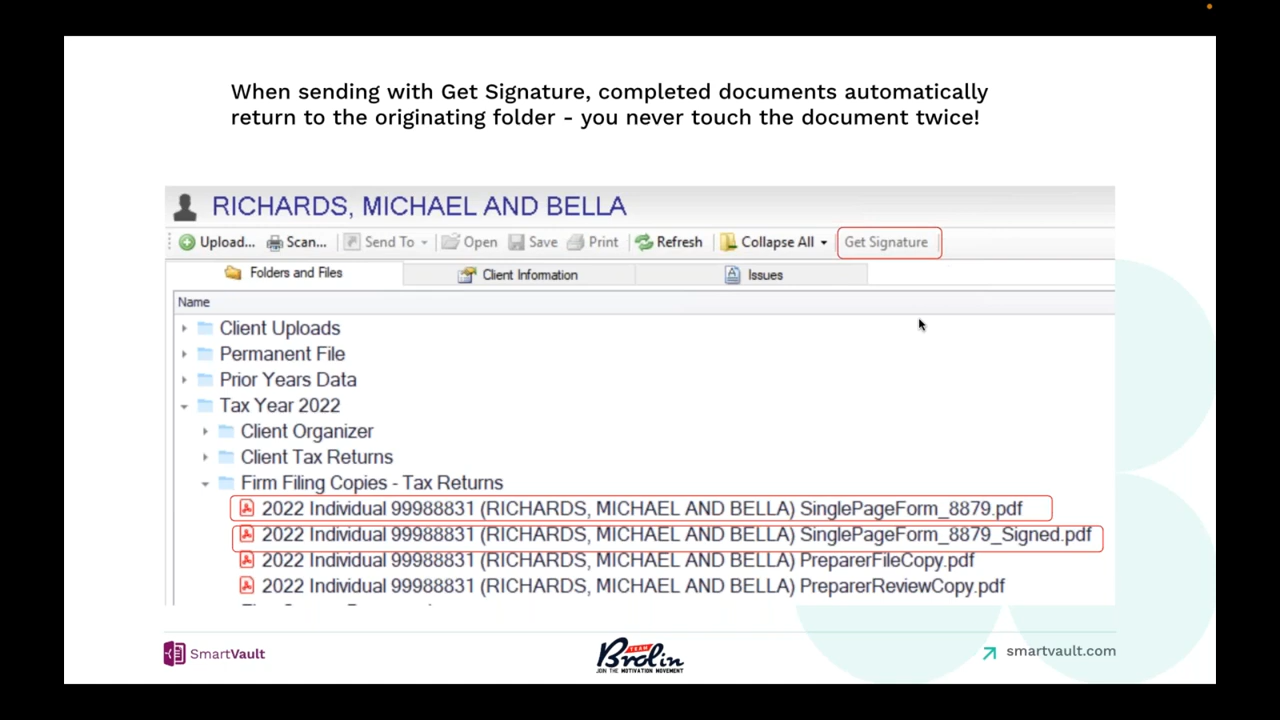 When sending with Get Signature, completed documents automatically
return to the originating folder - you never touch the document twice!
RICHARDS, MICHAEL AND BELLA
Upload... Scan... Send To Open Save Print Refresh Collapse All Get Signature
Folders and Files Client Information Issues
Name
Client Uploads
Permanent File
Prior Years Data
Tax Year 2022
Client Organizer
Client Tax Returns
Firm Filing Copies - Tax Returns
2022 Individual 99988831 (RICHARDS, MICHAEL AND BELLA) SinglePageForm_8879.pdf
2022 Individual 99988831 (RICHARDS, MICHAEL AND BELLA) SinglePageForm_8879_Signed.pdf
2022 Individual 99988831 (RICHARDS, MICHAEL AND BELLA) PreparerFileCopy.pdf
2022 Individual 99988831 (RICHARDS, MICHAEL AND BELLA) PreparerReviewCopy.pdf
SmartVault
TEAM
Brolin
JOIN THE MOTIVATION MOVEMENT
smartvault.com